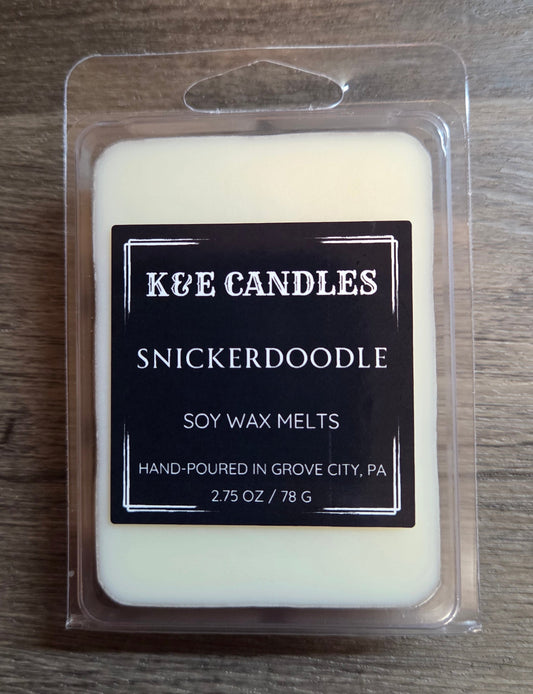 K&E CANDLES
SNICKERDOODLE
SOY WAX MELTS
HAND-POURED IN GROVE CITY, PA
2.75 OZ / 78 G